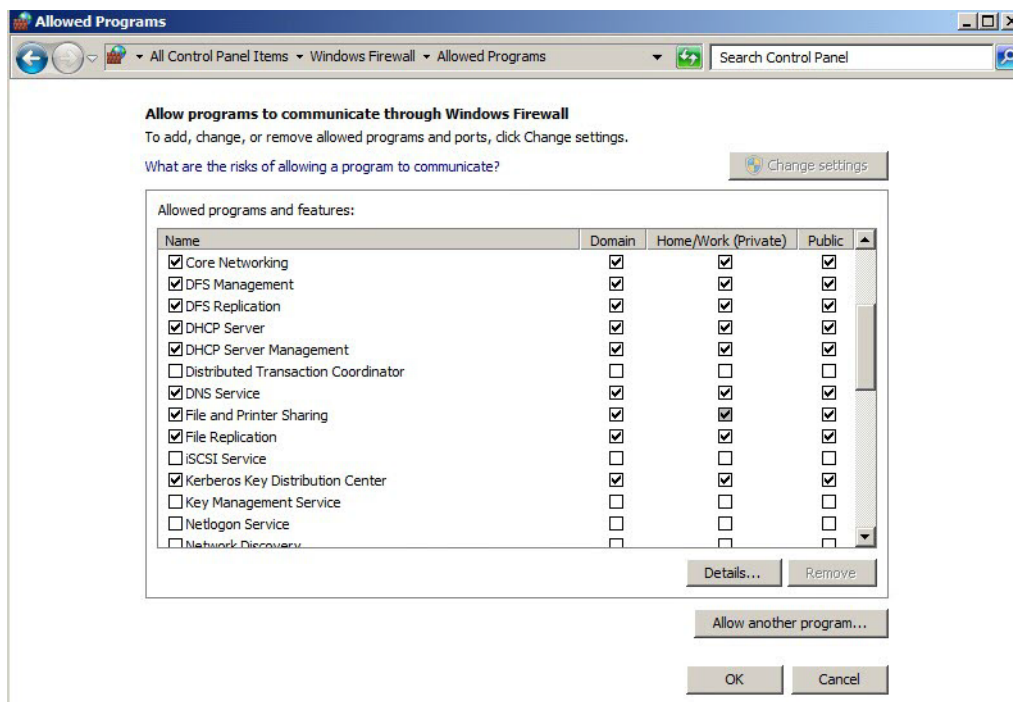 Allowed Programs
All Control Panel Items Windows Firewall Allowed Programs Search Control Panel
Allow programs to communicate through Windows Firewall
To add, change, or remove allowed programs and ports, click Change settings.
What are the risks of allowing a program to communicate? Change settings
Allowed programs and features:
Name Domain Home/Work (Private) Public
Core Networking
DFS Management
DFS Replication
DHCP Server
DHCP Server Management
Distributed Transaction Coordinator
DNS Service
File and Printer Sharing
File Replication
iSCSI Service
Kerberos Key Distribution Center
Key Management Service
Netlogon Service
Network Discovery
Details... Remove
Allow another program...
OK Cancel